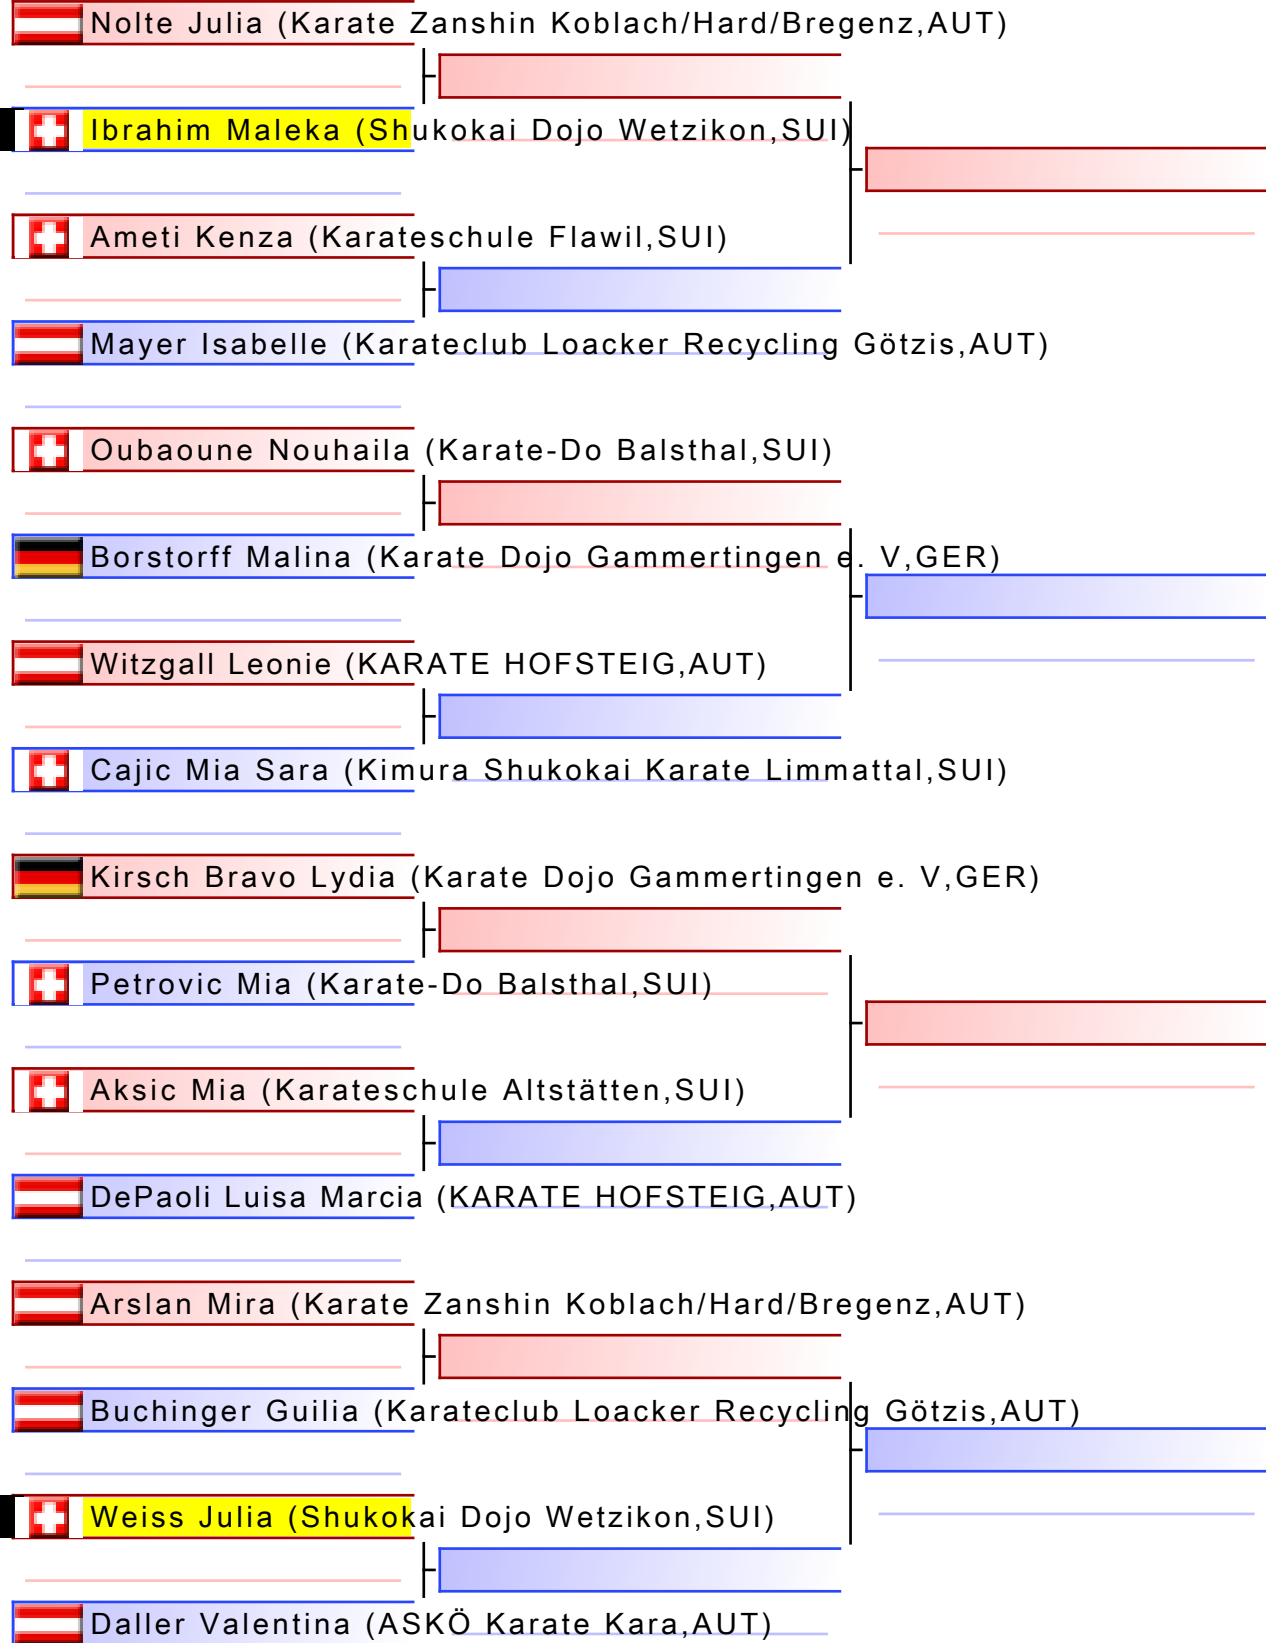 Nolte Julia (Karate Zanshin Koblach/Hard/Bregenz,AUT)
Ibrahim Maleka (Shukokai Dojo Wetzikon,SUI)
Ameti Kenza (Karateschule Flawil,SUI)
Mayer Isabelle (Karateclub Loacker Recycling Götzis,AUT)
Oubaoune Nouhaila (Karate-Do Balsthal,SUI)
Borstorff Malina (Karate Dojo Gammertingen e. V,GER)
Witzgall Leonie (KARATE HOFSTEIG,AUT)
Cajic Mia Sara (Kimura Shukokai Karate Limmattal,SUI)
Kirsch Bravo Lydia (Karate Dojo Gammertingen e. V,GER)
Petrovic Mia (Karate-Do Balsthal,SUI)
Aksic Mia (Karateschule Altstätten,SUI)
DePaoli Luisa Marcia (KARATE HOFSTEIG,AUT)
Arslan Mira (Karate Zanshin Koblach/Hard/Bregenz,AUT)
Buchinger Guilia (Karateclub Loacker Recycling Götzis,AUT)
Weiss Julia (Shukokai Dojo Wetzikon,SUI)
Daller Valentina (ASKÖ Karate Kara,AUT)